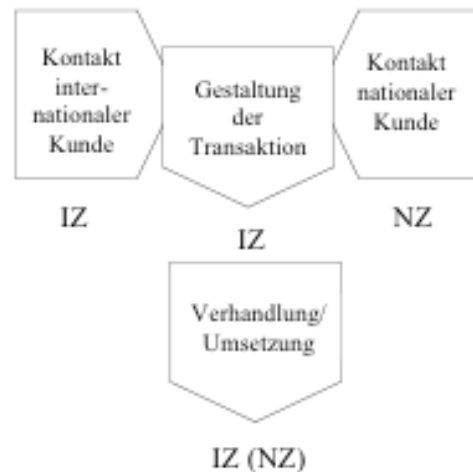 Kontakt
inter-
nationaler
Kunde
IZ
Gestaltung
der
Transaktion
IZ
Kontakt
nationaler
Kunde
NZ
Verhandlung/
Umsetzung
IZ (NZ)